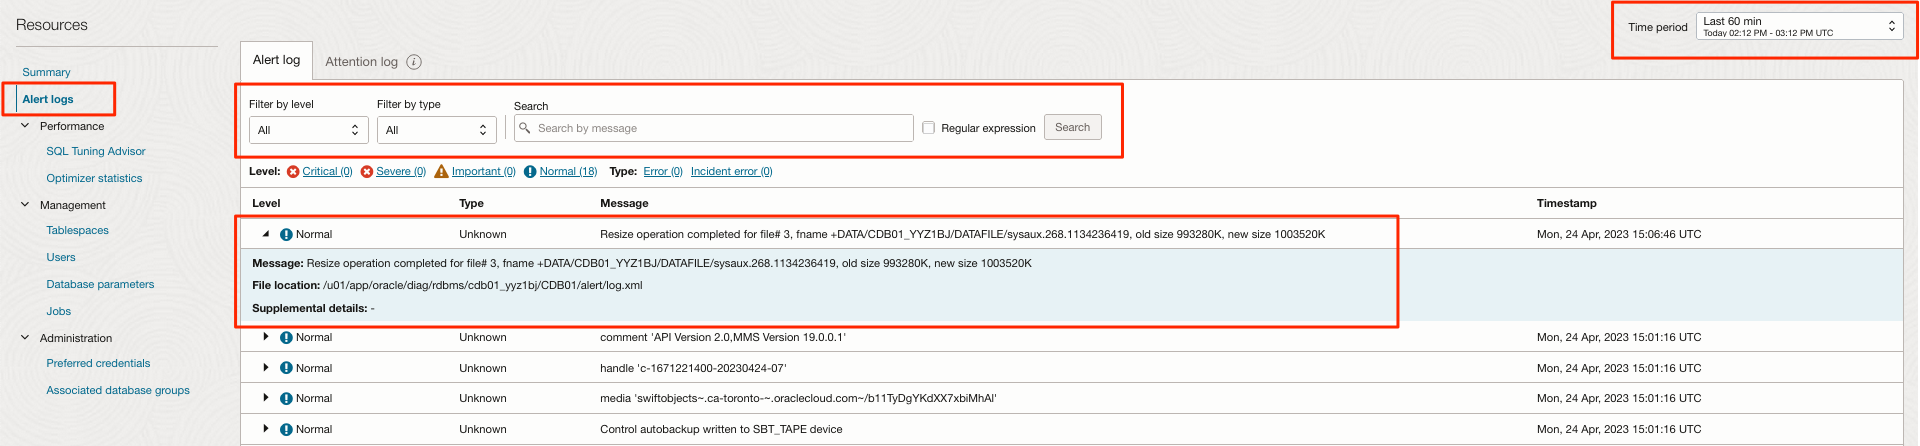 Resources
Time period
Last 60 min
Today 02:12 PM - 03:12 PM UTC
Summary
Alert logs
Performance
SQL Tuning Advisor
Optimizer statistics
Management
Tablespaces
Users
Database parameters
Jobs
Administration
Preferred credentials
Associated database groups
Alert log Attention log i
Filter by level Filter by type Search
All All Search by message Regular expression Search
Level: Critical (0) Severe (0) Important (0) Normal (18) Type: Error (0) Incident error (0)
Level Type Message Timestamp
Normal Unknown Resize operation completed for file# 3, fname +DATA/CDB01_YYZ1BJ/DATAFILE/sysaux.268.1134236419, old size 993280K, new size 1003520K Mon, 24 Apr, 2023 15:06:46 UTC
Message: Resize operation completed for file# 3, fname +DATA/CDB01_YYZ1BJ/DATAFILE/sysaux.268.1134236419, old size 993280K, new size 1003520K
File location: /u01/app/oracle/diag/rdbms/cdb01_yyz1bj/CDB01/alert/log.xml
Supplemental details: -
Normal Unknown comment 'API Version 2.0,MMS Version 19.0.0.1' Mon, 24 Apr, 2023 15:01:16 UTC
Normal Unknown handle 'c-1671221400-20230424-07' Mon, 24 Apr, 2023 15:01:16 UTC
Normal Unknown media 'swiftobjects~.ca-toronto-~.oraclecloud.com~/b11TyDgYKdXX7xbiMhAl' Mon, 24 Apr, 2023 15:01:16 UTC
Normal Unknown Control autobackup written to SBT_TAPE device Mon, 24 Apr, 2023 15:01:16 UTC